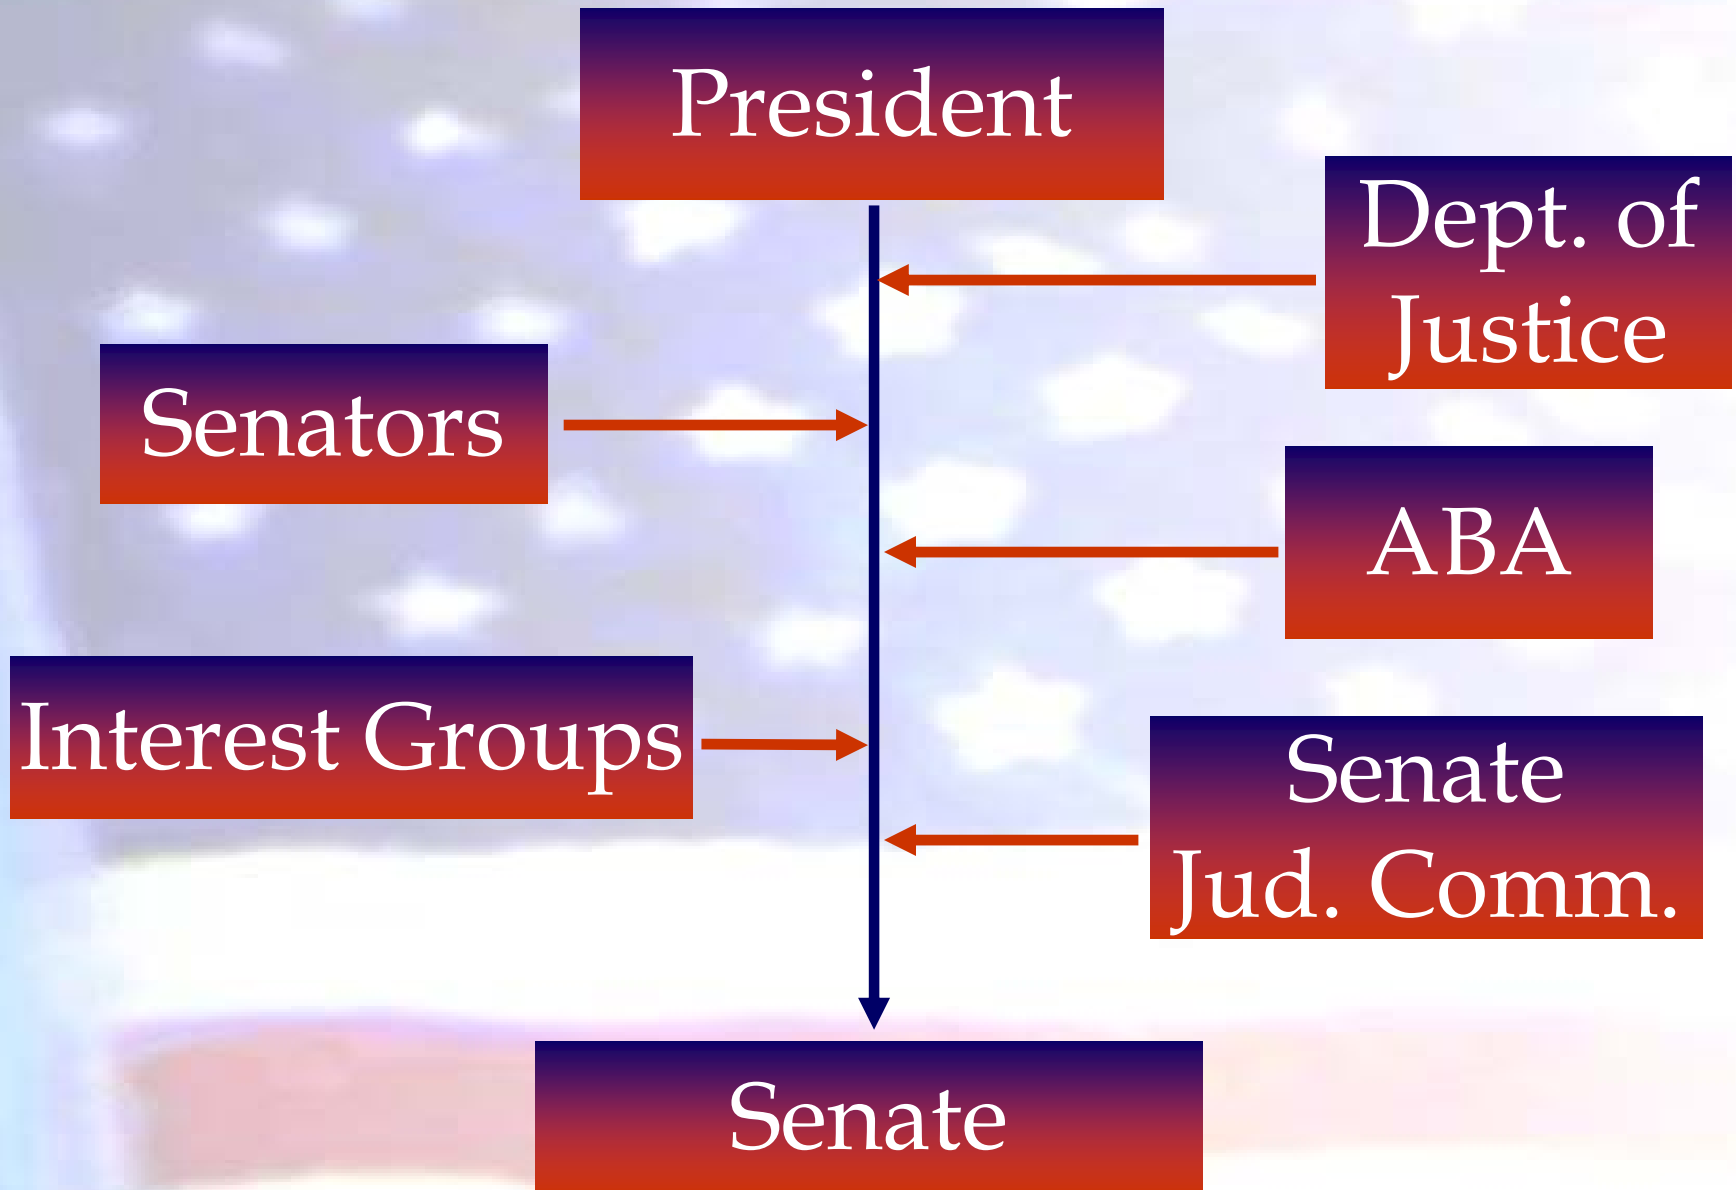 President
Dept. of
Justice
Senators
ABA
Interest Groups
Senate
Jud. Comm.
Senate